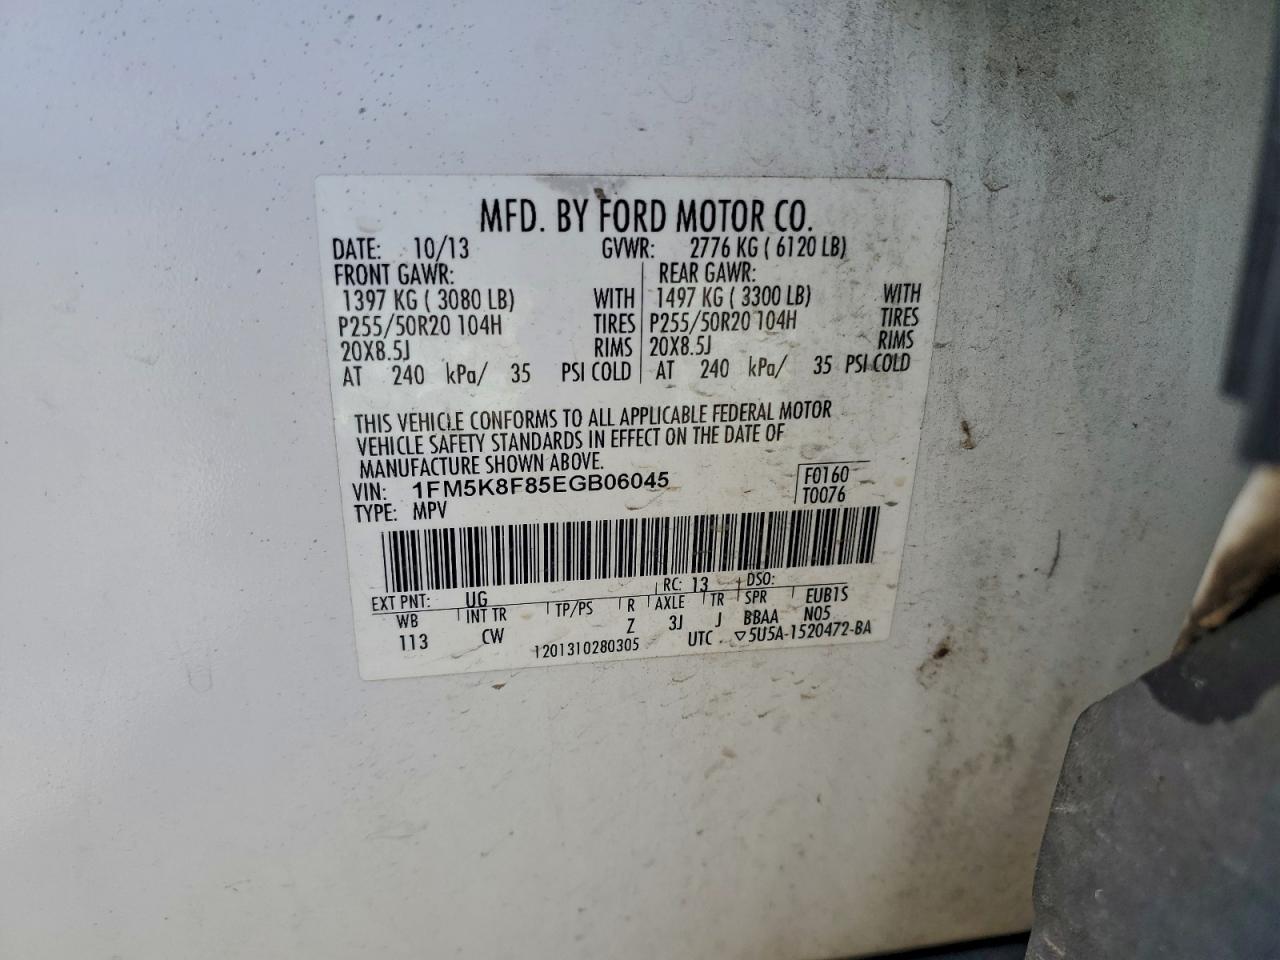 MFD. BY FORD MOTOR CO.
DATE: 10/13 GVWR: 2776 KG ( 6120 LB)
FRONT GAWR: REAR GAWR:
1397 KG ( 3080 LB) WITH 1497 KG ( 3300 LB) WITH
P255/50R20 104H TIRES P255/50R20 104H TIRES
20X8.5J RIMS 20X8.5J RIMS
AT 240 kPa/ 35 PSI COLD AT 240 kPa/ 35 PSI COLD
THIS VEHICLE CONFORMS TO ALL APPLICABLE FEDERAL MOTOR
VEHICLE SAFETY STANDARDS IN EFFECT ON THE DATE OF
MANUFACTURE SHOWN ABOVE.
VIN: 1FM5K8F85EGB06045 F0160
TYPE: MPV T0076
EXT PNT: UG RC: 13 DSO:
WB INT TR TP/PS R AXLE TR SPR EUB1S
113 CW Z 3J J BBAA N05
1201310280305 UTC ▽5U5A-1520472-BA